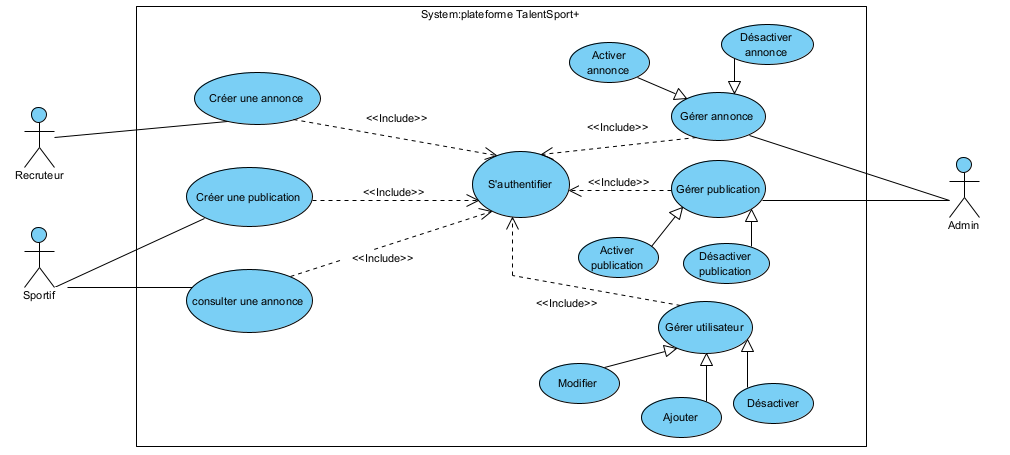 System:plateforme TalentSport+
Désactiver
annonce
Activer
annonce
Créer une annonce
<<Include>>
Gérer annonce
<<Include>>
Recruteur
S'authentifier
Créer une publication
<<Include>>
<<Include>>
Gérer publication
Admin
Activer
publication
Désactiver
publication
<<Include>>
Sportif
consulter une annonce
<<Include>>
Gérer utilisateur
Modifier
Ajouter
Désactiver